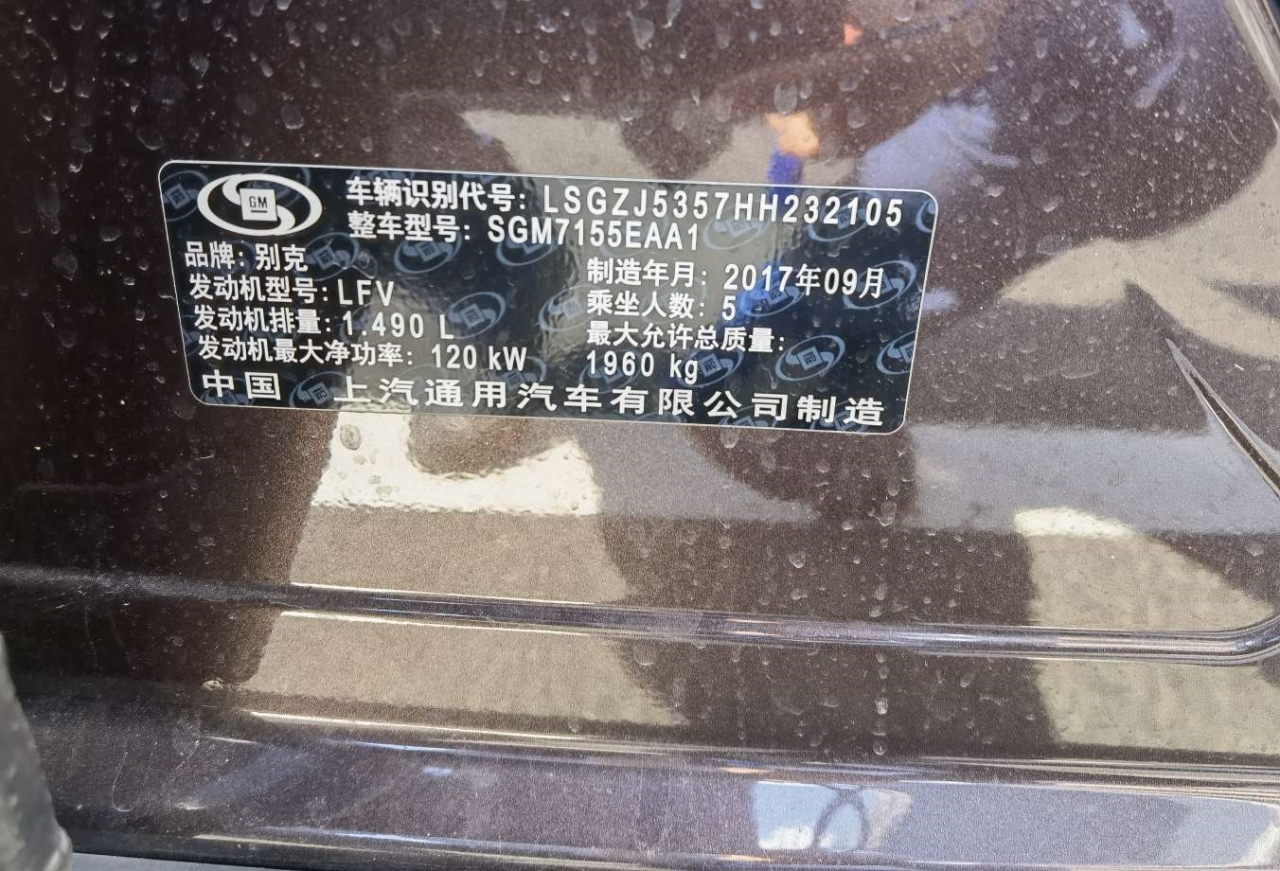 GM
车辆识别代号: LSGZJ5357HH232105
整车型号: SGM7155EAA1
品牌: 别克
制造年月: 2017年09月
发动机型号: LFV
乘坐人数: 5
发动机排量: 1.490 L
最大允许总质量:
发动机最大净功率: 120 kW
1960 kg
中国 上汽通用汽车有限公司制造